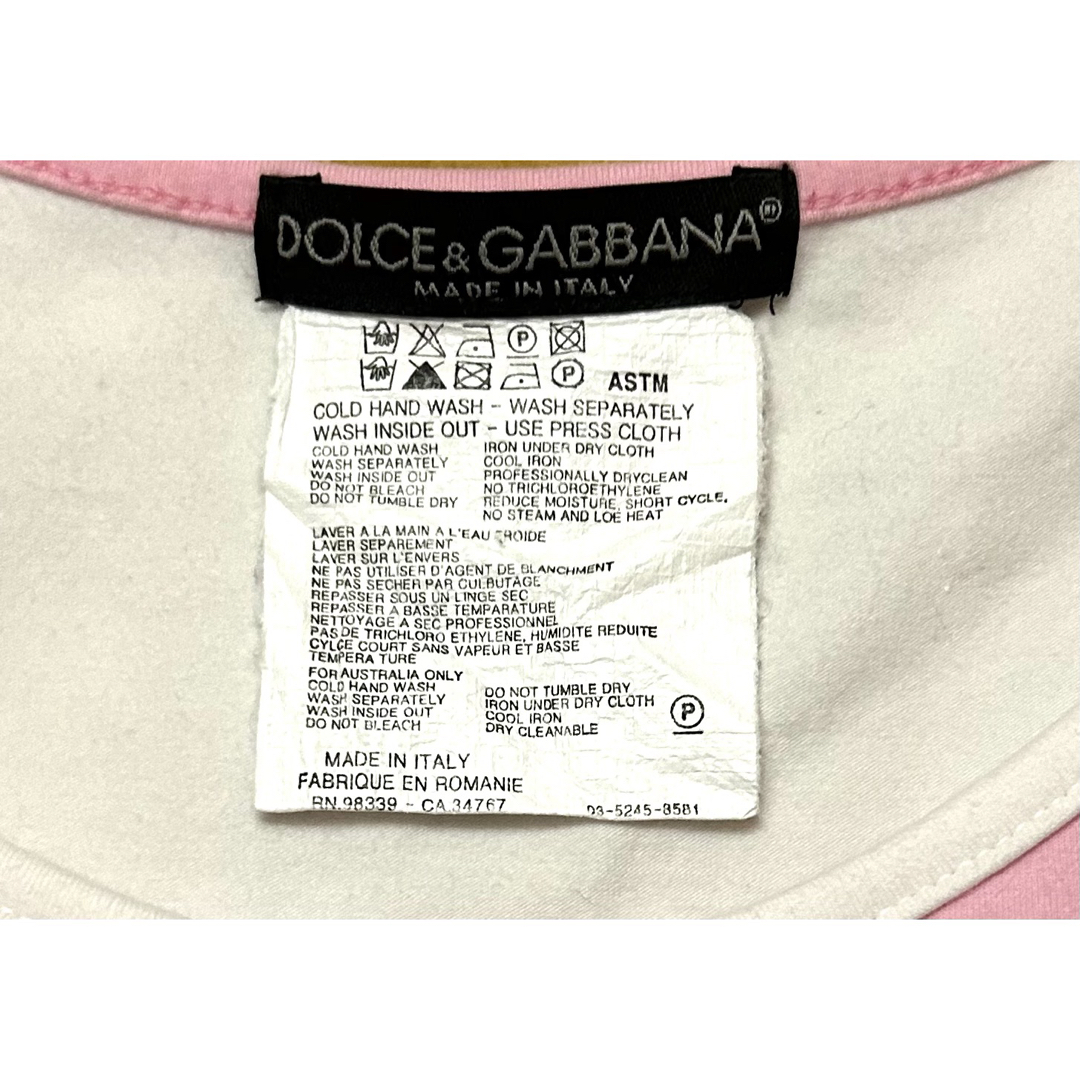 DOLCE & GABBANA®
MADE IN ITALY
P
P ASTM
COLD HAND WASH - WASH SEPARATELY
WASH INSIDE OUT - USE PRESS CLOTH
COLD HAND WASH
WASH SEPARATELY
WASH INSIDE OUT
DO NOT BLEACH
DO NOT TUMBLE DRY
IRON UNDER DRY CLOTH
COOL IRON
PROFESSIONALLY DRYCLEAN
NO TRICHLOROETHYLENE
REDUCE MOISTURE, SHORT CYCLE,
NO STEAM AND LOE HEAT
LAVER A LA MAIN A L'EAU FROIDE
LAVER SEPAREMENT
LAVER SUR L'ENVERS
NE PAS UTILISER D'AGENT DE BLANCHMENT
NE PAS SECHER PAR CULBUTAGE
REPASSER SOUS UN LINGE SEC
REPASSER A BASSE TEMPARATURE
NETTOYAGE A SEC PROFESSIONNEL
PAS DE TRICHLORO ETHYLENE, HUMIDITE REDUITE
CYLCE COURT SANS VAPEUR ET BASSE
TEMPERA TURE
FOR AUSTRALIA ONLY
COLD HAND WASH
WASH SEPARATELY
WASH INSIDE OUT
DO NOT BLEACH
DO NOT TUMBLE DRY
IRON UNDER DRY CLOTH
COOL IRON
DRY CLEANABLE
P
MADE IN ITALY
FABRIQUE EN ROMANIE
RN.98339 - CA.34767
03-5245-8581